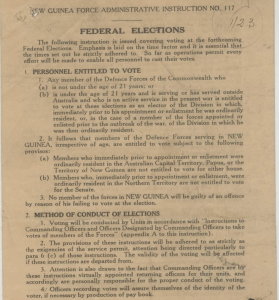 NEW GUINEA FORCE ADMINISTRATIVE INSTRUCTION NO. 117
1/2 3
FEDERAL ELECTIONS
The following instruction is issued covering voting at the forthcoming
Federal Elections. Emphasis is laid on the time factor and it is essential that
the times set out be strictly adhered to. So far as operations permit every
effort will be made to enable all personnel to cast their votes.
1. PERSONNEL ENTITLED TO VOTE
1. Any member of the Defence Forces of the Commonwealth who
(a) is not under the age of 21 years: or
(b) is under the age of 21 years and is serving or has served outside
Australia and who is on active service in the present war is entitled
to vote at these elections as an elector of the Division in which,
immediately prior to his appointment or enlistment he was ordinarily
resident, or, in the case of a member of the forces appointed or
enlisted prior to the outbreak of the war, of the Division in which he
was then ordinarily resident.
2. It follows that members of the Defence Forces serving in NEW
GUINEA, irrespective of age, are entitled to vote subject to the following
provisos:
(a) Members who immediately prior to appointment or enlistment were
ordinarily resident in the Australian Capital Territory, Papua, or the
Territory of New Guinea are not entitled to vote for either house
(b) Members who, immediately prior to appointment or enlistment, were
ordinarily resident in the Northern Territory are not entitled to vote
for the Senate.
3. No member of the forces in NEW GUINEA will be guilty of an offence
by reason of his failing to vote at the election.
2. METHOD OF CONDUCT OF ELECTIONS
1. Voting will be conducted by Units in accordance with "Instructions to
Commanding Officers and Officers Designated by Commanding Officers to take
votes of members of the Forces" (appendix A to this Instruction).
2. The provisions of these instructions will be adhered to as strictly as
the exigencies of the service permit, attention being directed particularly to
para 6 (c) of these instructions. The validity of the voting will be affected
if these instructions are departed from.
3. Attention is also drawn to the fact that Commanding Officers are by
these instructions virtually appointed returning officers for their units, and
accordingly are personally responsible for the proper conduct of the voting.
4. Officers recording votes will assure themselves of the identity of the
voter, if necessary by production of pay book.